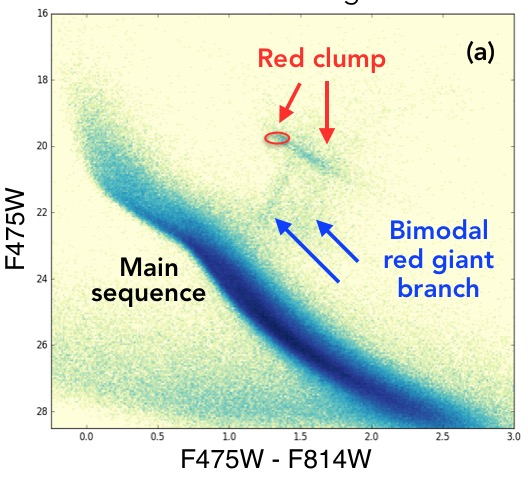 16
18
20
22
24
26
28
F475W
(a)
Red clump
Bimodal
red giant
branch
Main
sequence
0.0 0.5 1.0 1.5 2.0 2.5 3.0
F475W - F814W